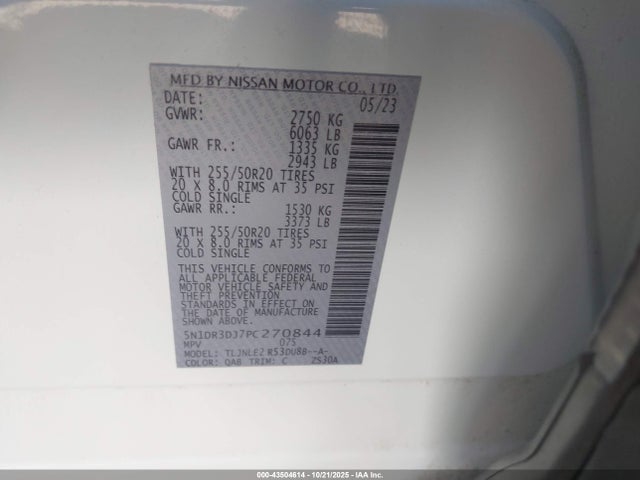 MFD BY NISSAN MOTOR CO., LTD.
DATE: 05/23
GVWR: 2750 KG
6063 LB
GAWR FR.: 1335 KG
2943 LB
WITH 255/50R20 TIRES
20 X 8.0 RIMS AT 35 PSI
COLD SINGLE
GAWR RR.: 1530 KG
3373 LB
WITH 255/50R20 TIRES
20 X 8.0 RIMS AT 35 PSI
COLD SINGLE
THIS VEHICLE CONFORMS TO
ALL APPLICABLE FEDERAL
MOTOR VEHICLE SAFETY AND
THEFT PREVENTION
STANDARDS IN EFFECT ON
THE DATE OF MANUFACTURE
SHOWN ABOVE.
5N1DR3DJ7PC270844
MPV 075
MODEL: TLJNLE2 R53DU8B--A-
COLOR: QAB TRIM: C ZS30A
000-43504614 - 10/21/2025 - IAAI, Inc.